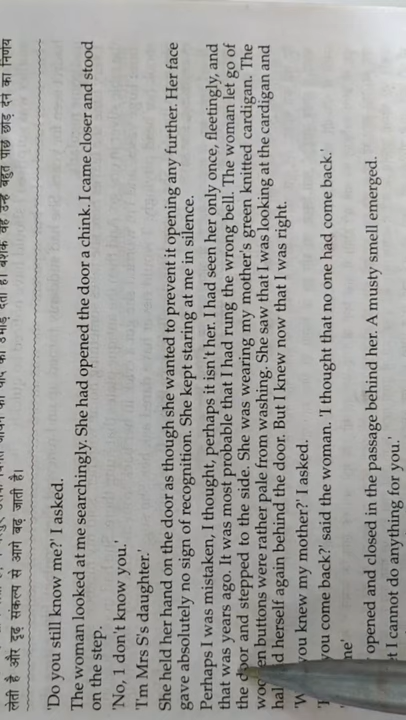 लेती है और दृढ़ संकल्प से आगे बढ़ जाती है।
'Do you still know me?' I asked.
The woman looked at me searchingly. She had opened the door a chink. I came closer and stood
on the step.
'No, I don't know you.'
'I'm Mrs S's daughter.'
She held her hand on the door as though she wanted to prevent it opening any further. Her face
gave absolutely no sign of recognition. She kept staring at me in silence.
Perhaps I was mistaken, I thought, perhaps it isn't her. I had seen her only once, fleetingly, and
that was years ago. It was most probable that I had rung the wrong bell. The woman let go of
the door and stepped to the side. She was wearing my mother's green knitted cardigan. The
buttons were rather pale from washing. She saw that I was looking at the cardigan and
herself again behind the door. But I knew now that I was right.
you knew my mother?' I asked.
you come back?' said the woman. 'I thought that no one had come back.'
me'
opened and closed in the passage behind her. A musty smell emerged.
I cannot do anything for you.'